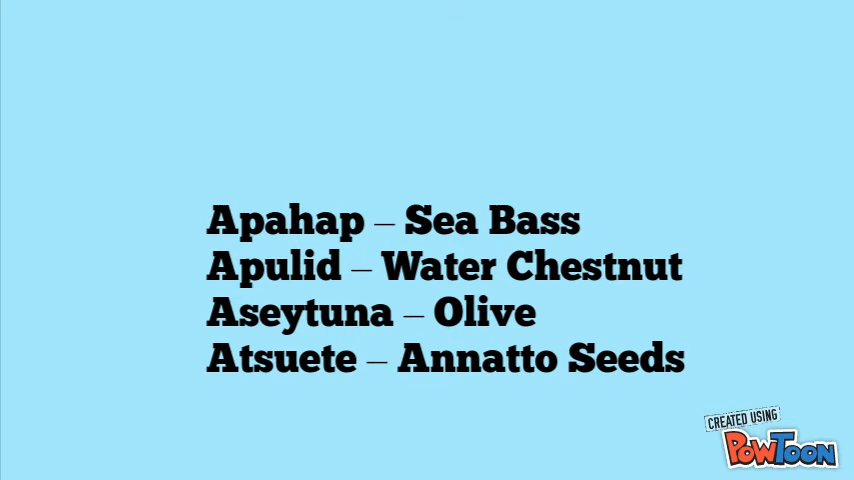 Apahap – Sea Bass
Apulid – Water Chestnut
Aseytuna – Olive
Atsuete – Annatto Seeds
CREATED USING
POWTOON